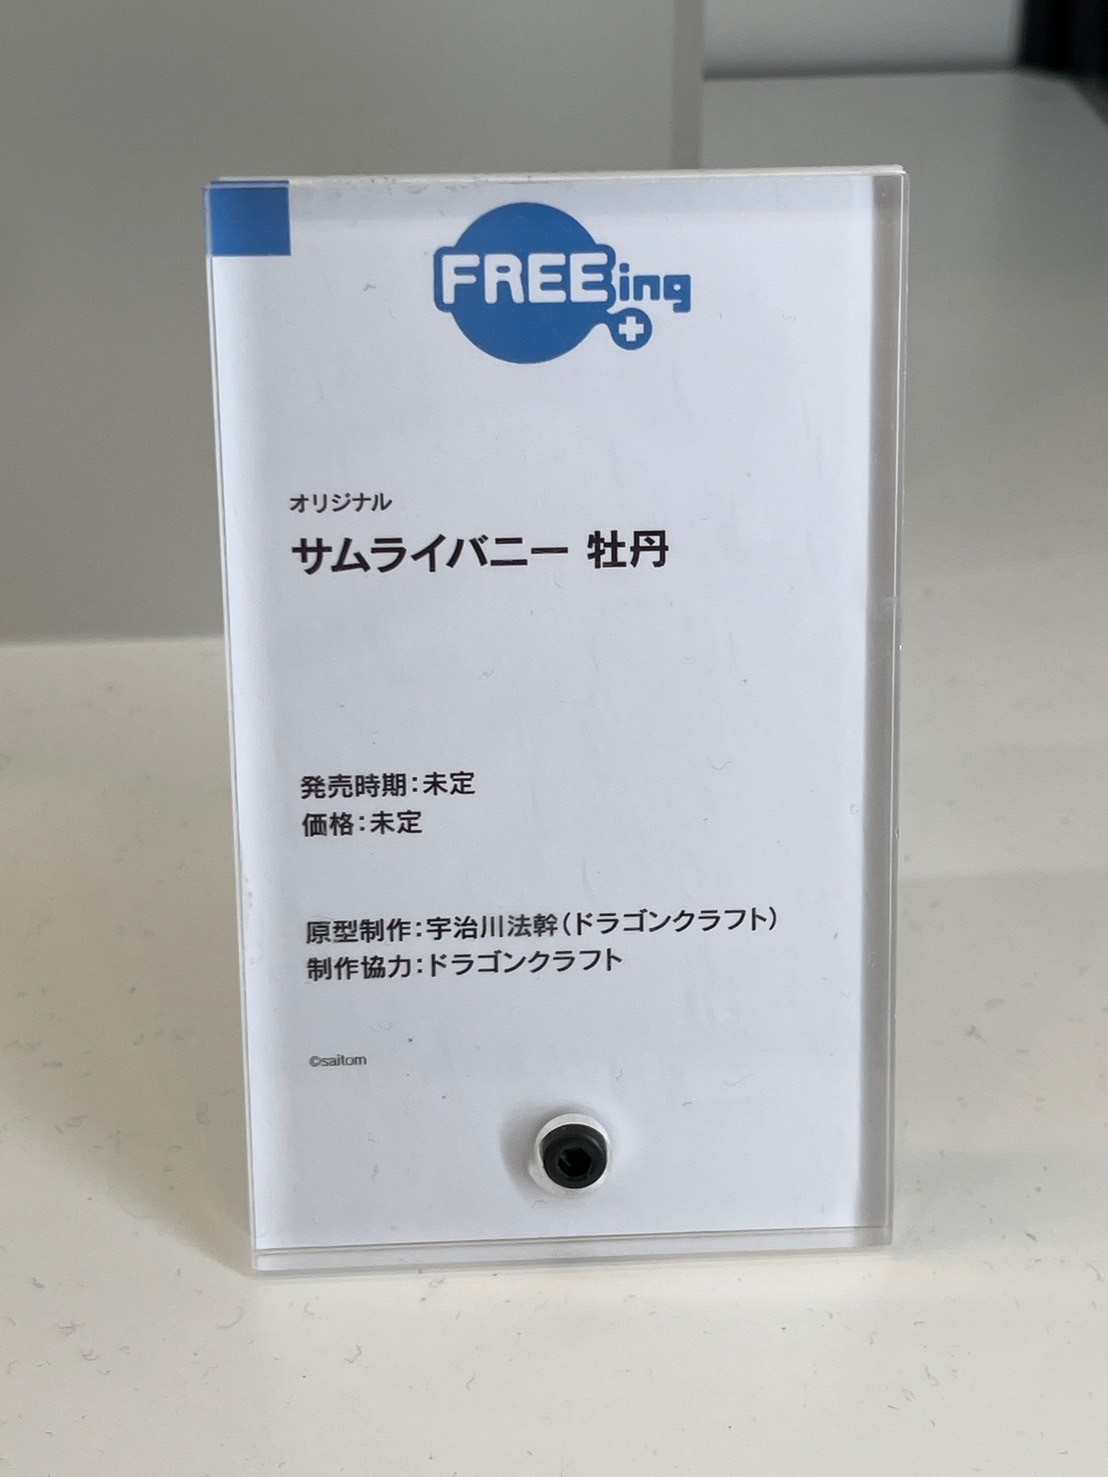 FREEing
オリジナル
サムライバニー 牡丹
発売時期：未定
価格：未定
原型制作：宇治川法幹（ドラゴンクラフト）
制作協力：ドラゴンクラフト
©saitom